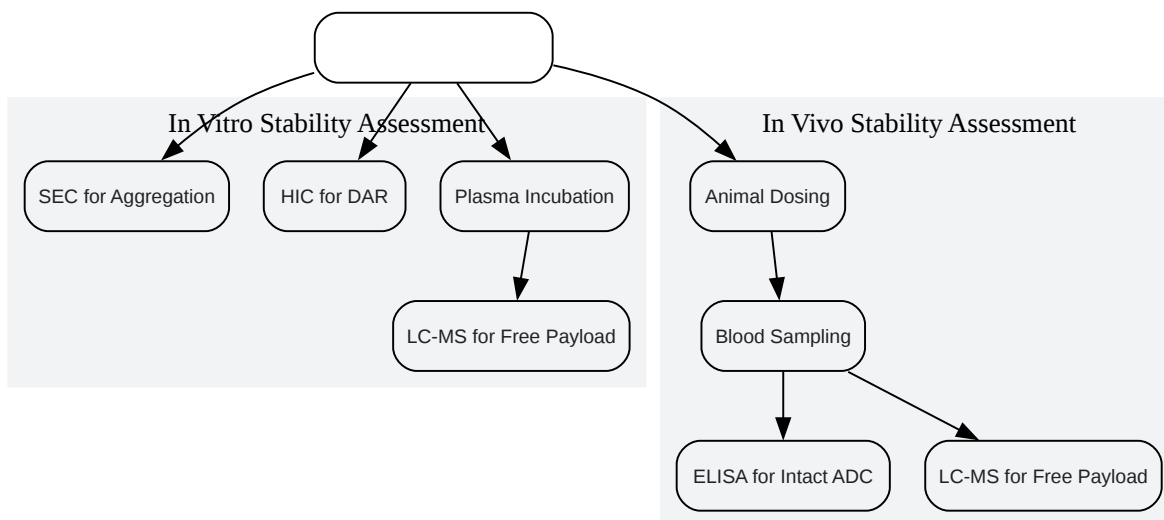 In Vitro Stability Assessment
In Vivo Stability Assessment
SEC for Aggregation
HIC for DAR
Plasma Incubation
Animal Dosing
LC-MS for Free Payload
Blood Sampling
ELISA for Intact ADC
LC-MS for Free Payload